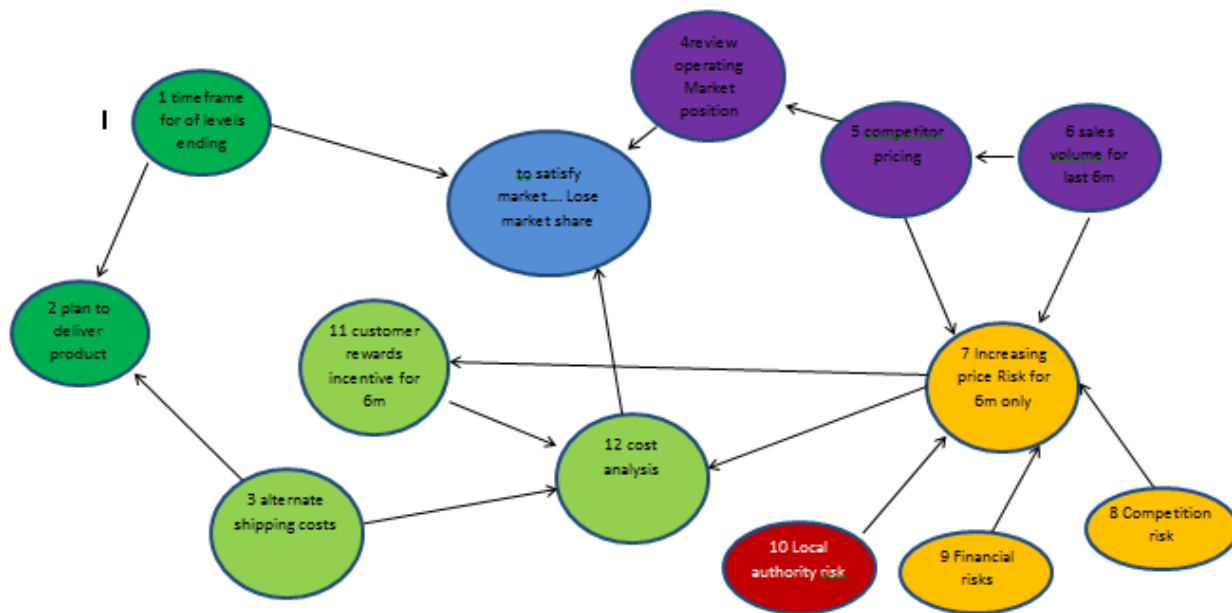 I
1 timeframe
for of levels
ending
4review
operating
Market
position
5 competitor
pricing
6 sales
volume for
last 6m
to satisfy
market.... Lose
market share
2 plan to
deliver
product
11 customer
rewards
incentive for
6m
7 Increasing
price Risk for
6m only
12 cost
analysis
3 alternate
shipping costs
10 Local
authority risk
9 Financial
risks
8 Competition
risk